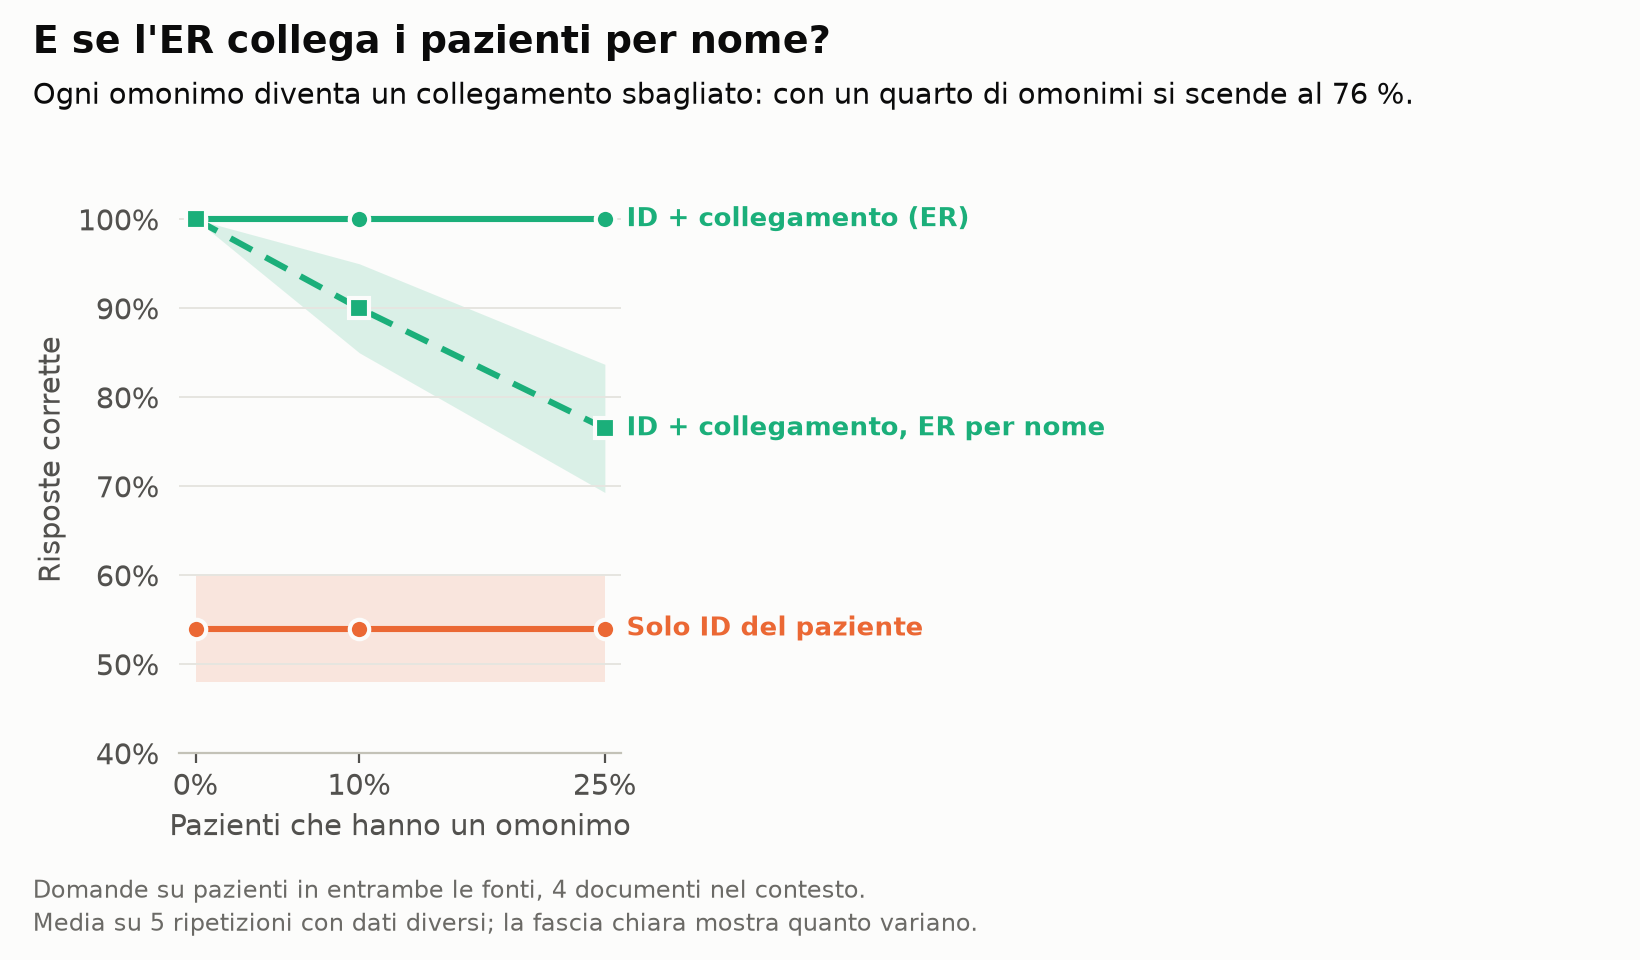 E se l'ER collega i pazienti per nome?
Ogni omonimo diventa un collegamento sbagliato: con un quarto di omonimi si scende al 76 %.
100%
90%
80%
70%
60%
50%
40%
Risposte corrette
ID + collegamento (ER)
ID + collegamento, ER per nome
Solo ID del paziente
0%
10%
25%
Pazienti che hanno un omonimo
Domande su pazienti in entrambe le fonti, 4 documenti nel contesto.
Media su 5 ripetizioni con dati diversi; la fascia chiara mostra quanto variano.